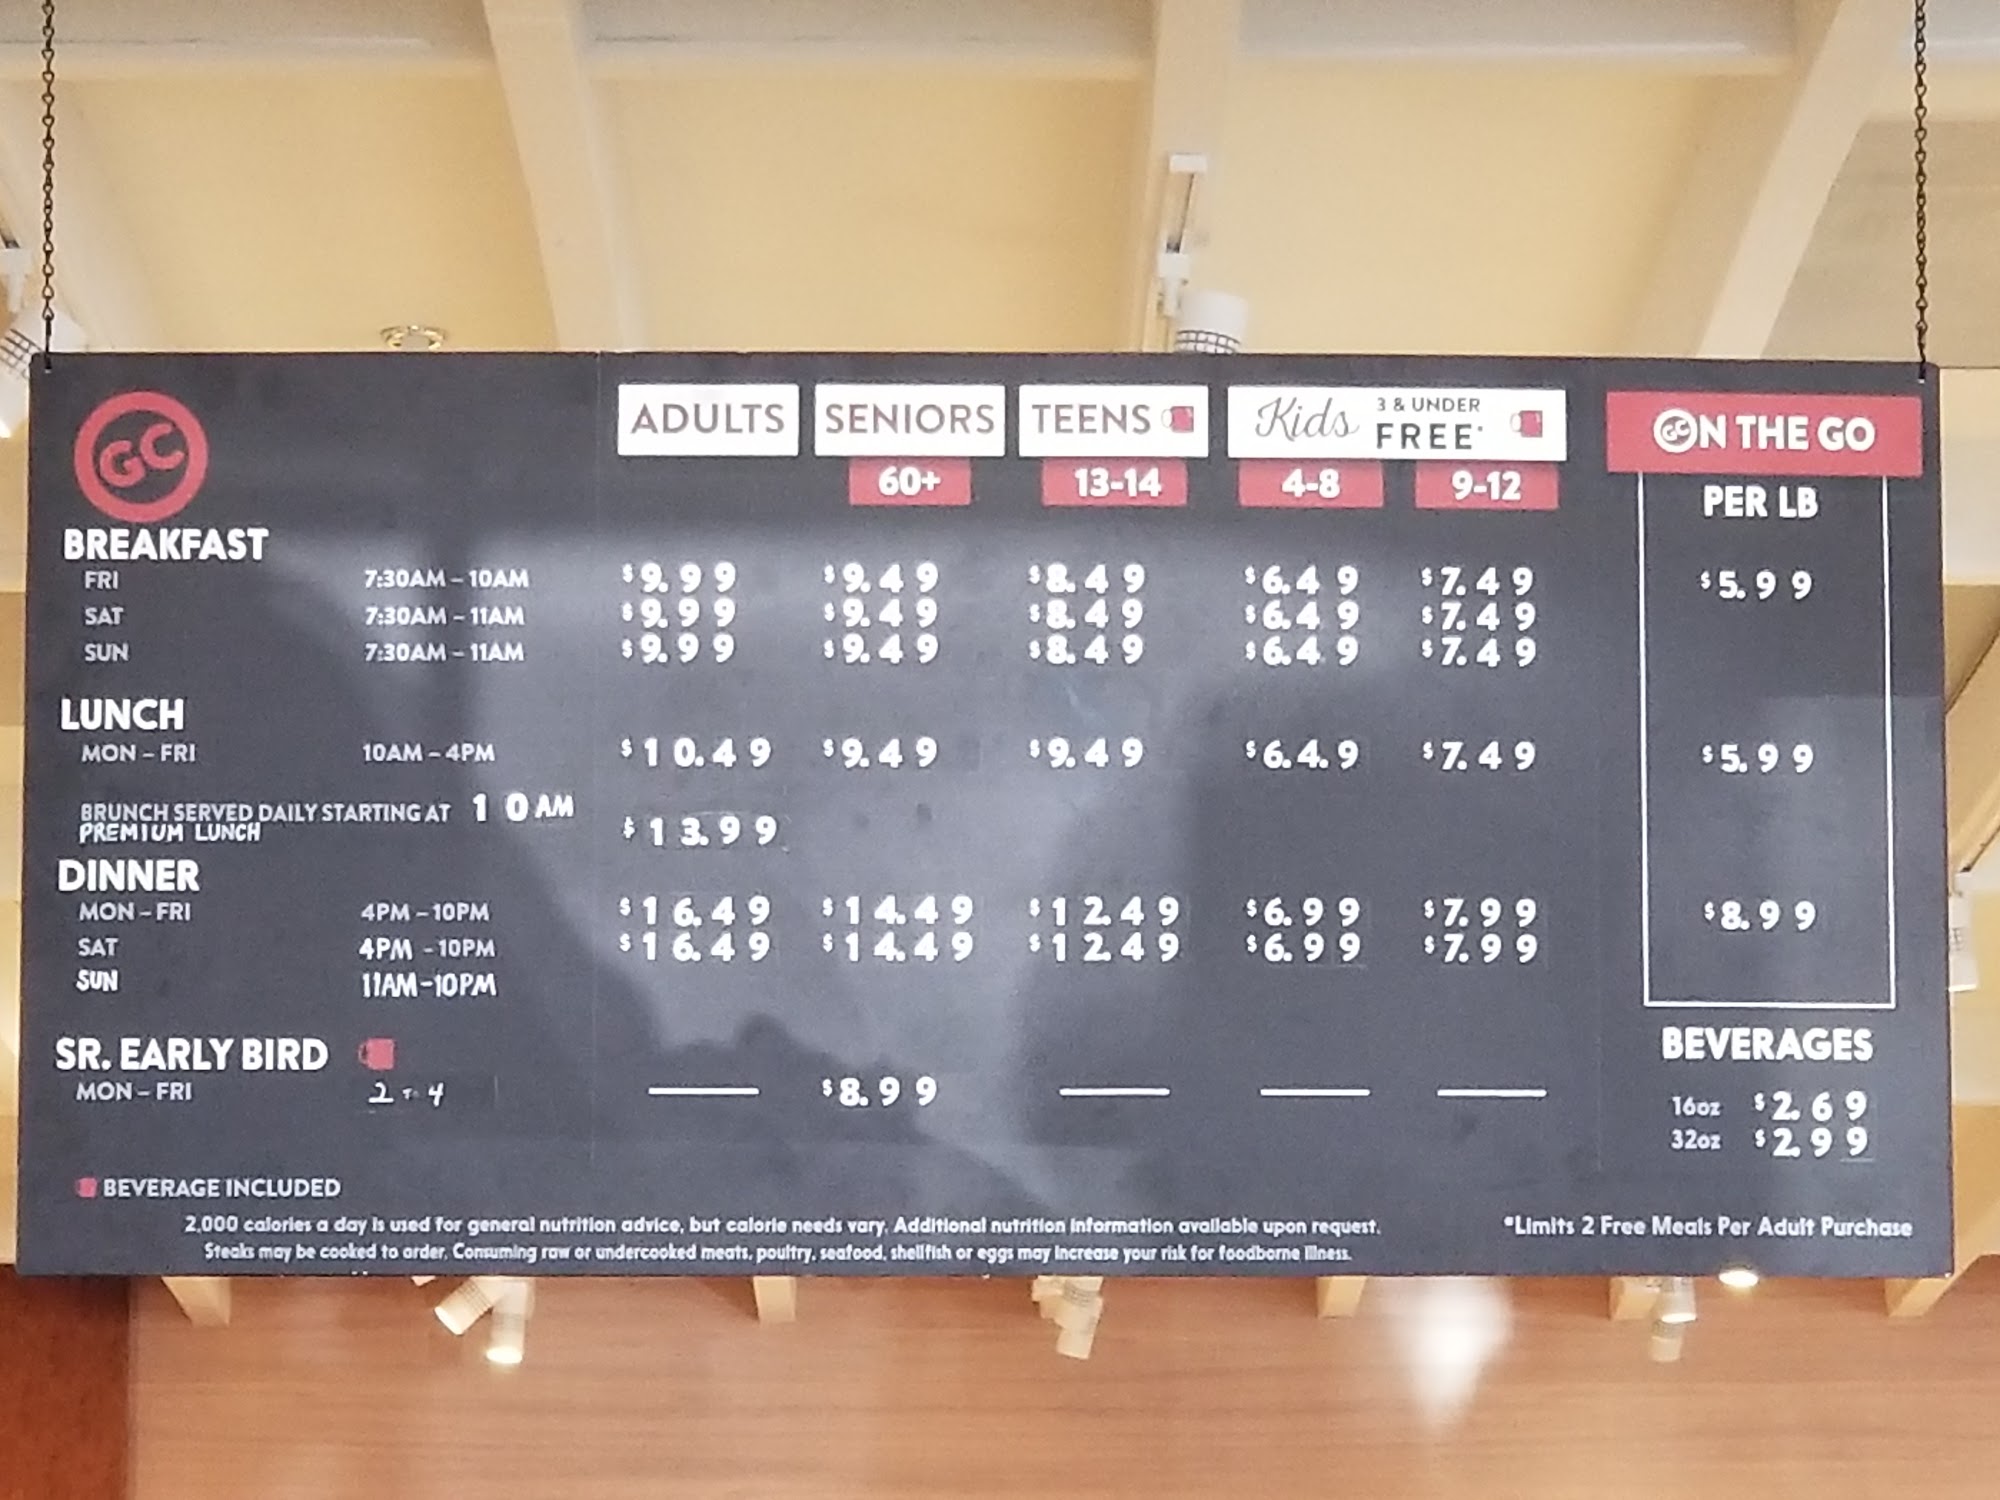 GC
ADULTS SENIORS TEENS Kids 3 & UNDER FREE* GC ON THE GO
60+ 13-14 4-8 9-12 PER LB
BREAKFAST
FRI 7:30AM – 10AM $9.99 $9.49 $8.49 $6.49 $7.49 $5.99
SAT 7:30AM – 11AM $9.99 $9.49 $8.49 $6.49 $7.49
SUN 7:30AM – 11AM $9.99 $9.49 $8.49 $6.49 $7.49
LUNCH
MON – FRI 10AM – 4PM $10.49 $9.49 $9.49 $6.4.9 $7.49 $5.99
BRUNCH SERVED DAILY STARTING AT 10AM
PREMIUM LUNCH $13.99
DINNER
MON – FRI 4PM – 10PM $16.49 $14.49 $12.49 $6.99 $7.99 $8.99
SAT 4PM - 10PM $16.49 $14.49 $12.49 $6.99 $7.99
SUN 11AM-10PM
SR. EARLY BIRD
MON – FRI 2 TO 4 — $8.99 — — —
BEVERAGES
16oz $2.69
32oz $2.99
BEVERAGE INCLUDED
2,000 calories a day is used for general nutrition advice, but calorie needs vary. Additional nutrition information available upon request.
Steaks may be cooked to order. Consuming raw or undercooked meats, poultry, seafood, shellfish or eggs may increase your risk for foodborne illness.
*Limits 2 Free Meals Per Adult Purchase